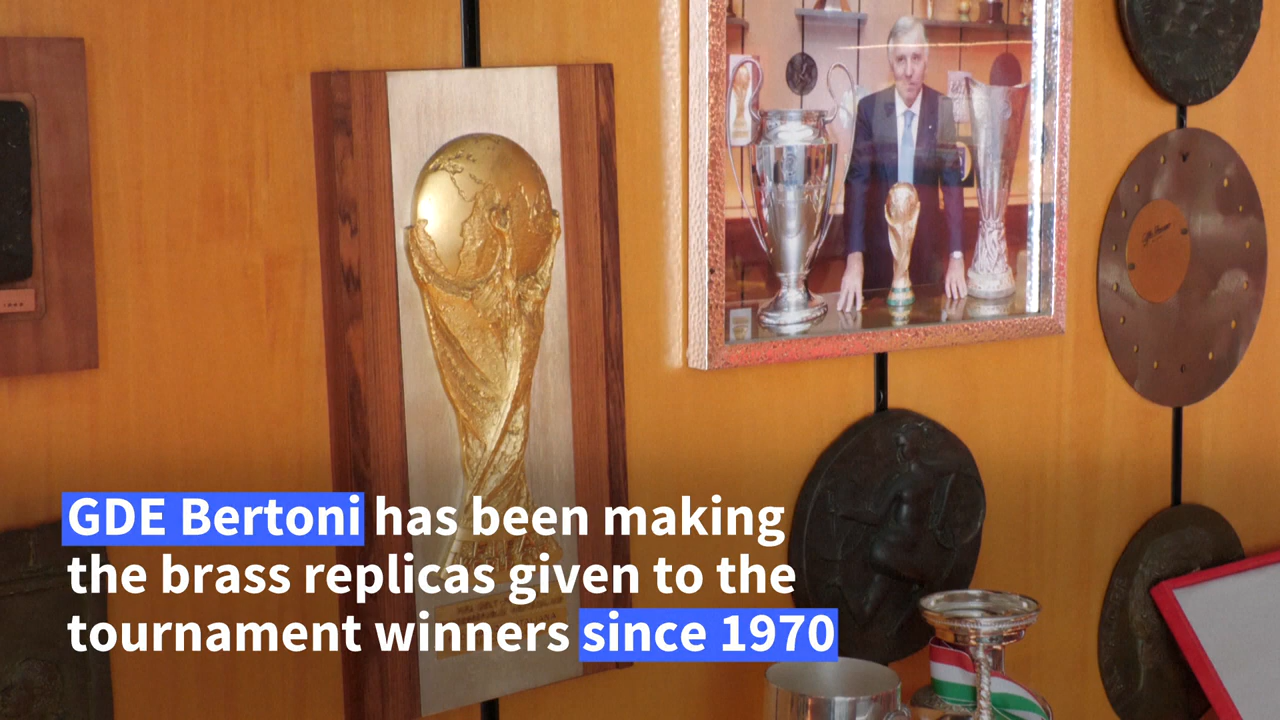 GDE Bertoni has been making
the brass replicas given to the
tournament winners since 1970